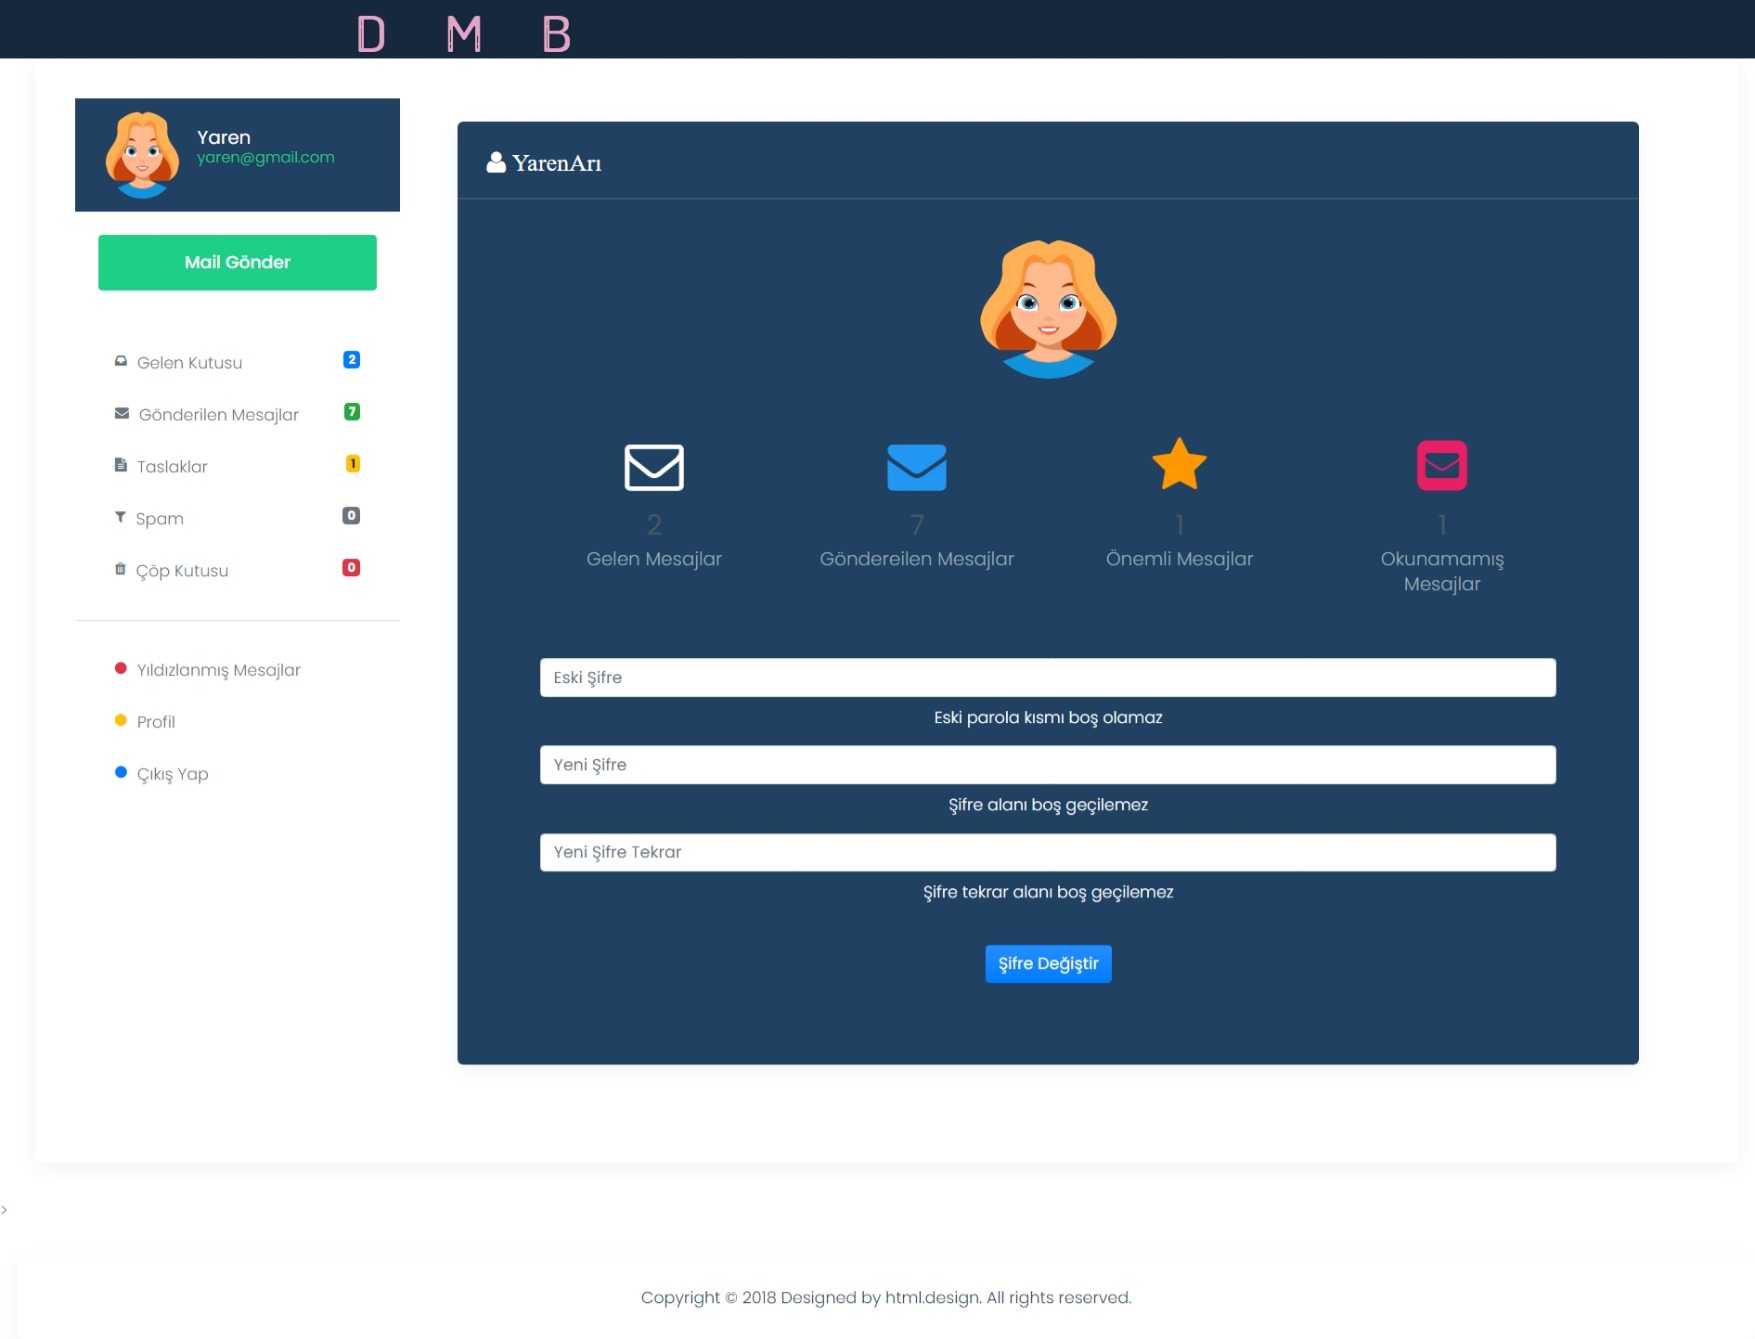 D M B
Yaren
yaren@gmail.com
Mail Gönder
Gelen Kutusu 2
Gönderilen Mesajlar 7
Taslaklar 1
Spam 0
Çöp Kutusu 0
Yıldızlanmış Mesajlar
Profil
Çıkış Yap
YarenArı
2 7 1 1
Gelen Mesajlar Göndereilen Mesajlar Önemli Mesajlar Okunamamış
Mesajlar
Eski Şifre
Eski parola kısmı boş olamaz
Yeni Şifre
Şifre alanı boş geçilemez
Yeni Şifre Tekrar
Şifre tekrar alanı boş geçilemez
Şifre Değiştir
>
Copyright © 2018 Designed by html.design. All rights reserved.